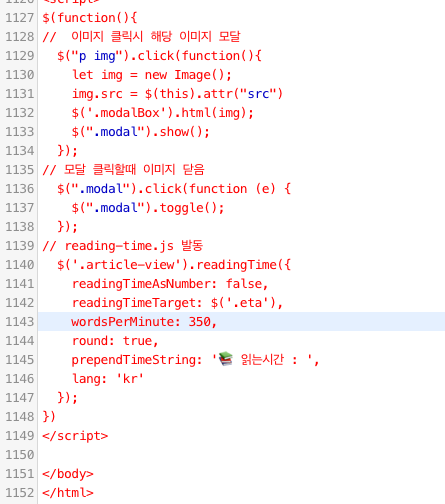 1126 <script>
1127 $(function(){
1128 //  이미지 클릭시 해당 이미지 모달
1129   $("p img").click(function(){
1130     let img = new Image();
1131     img.src = $(this).attr("src")
1132     $('.modalBox').html(img);
1133     $(".modal").show();
1134   });
1135 // 모달 클릭할때 이미지 닫음
1136   $(".modal").click(function (e) {
1137     $(".modal").toggle();
1138   });
1139 // reading-time.js 발동
1140   $('.article-view').readingTime({
1141     readingTimeAsNumber: false,
1142     readingTimeTarget: $('.eta'),
1143     wordsPerMinute: 350,
1144     round: true,
1145     prependTimeString: '📚 읽는시간 : ',
1146     lang: 'kr'
1147   });
1148 })
1149 </script>
1150
1151 </body>
1152 </html>